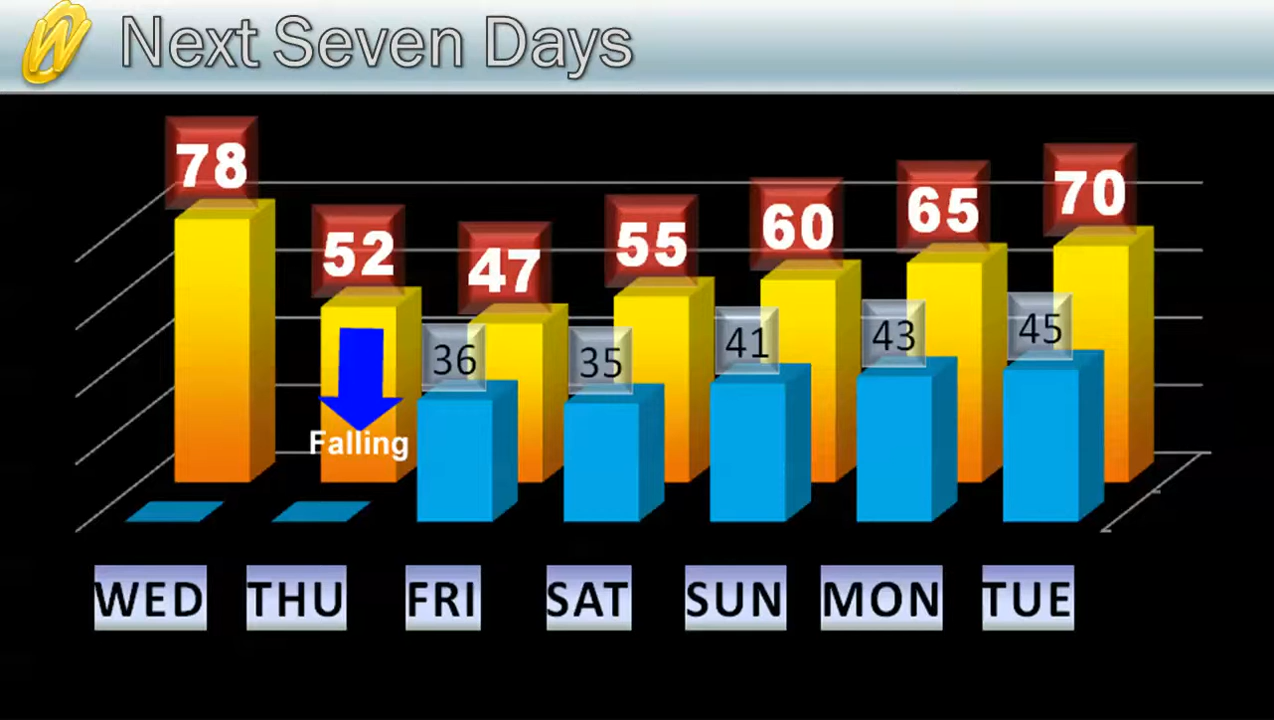 W Next Seven Days
78 52 47 55 60 65 70
36 35 41 43 45
Falling
WED THU FRI SAT SUN MON TUE